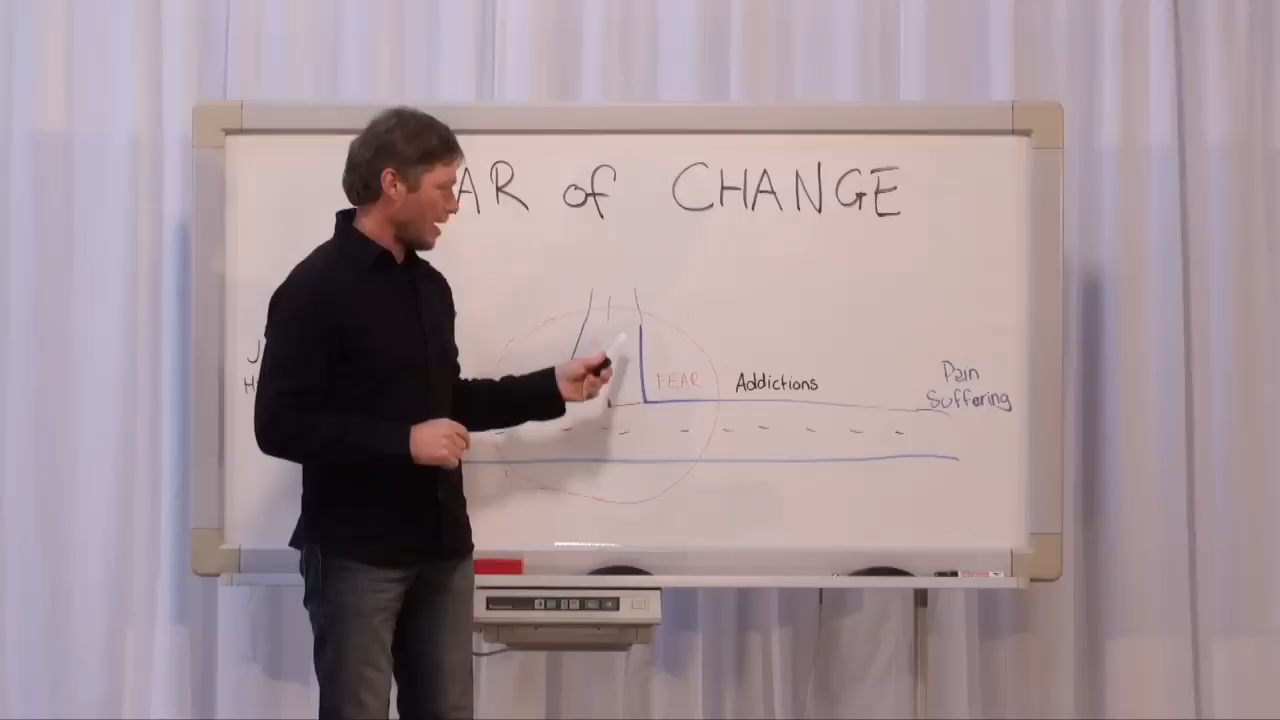 AR of CHANGE
J
H
FEAR
Addictions
Pain
Suffering